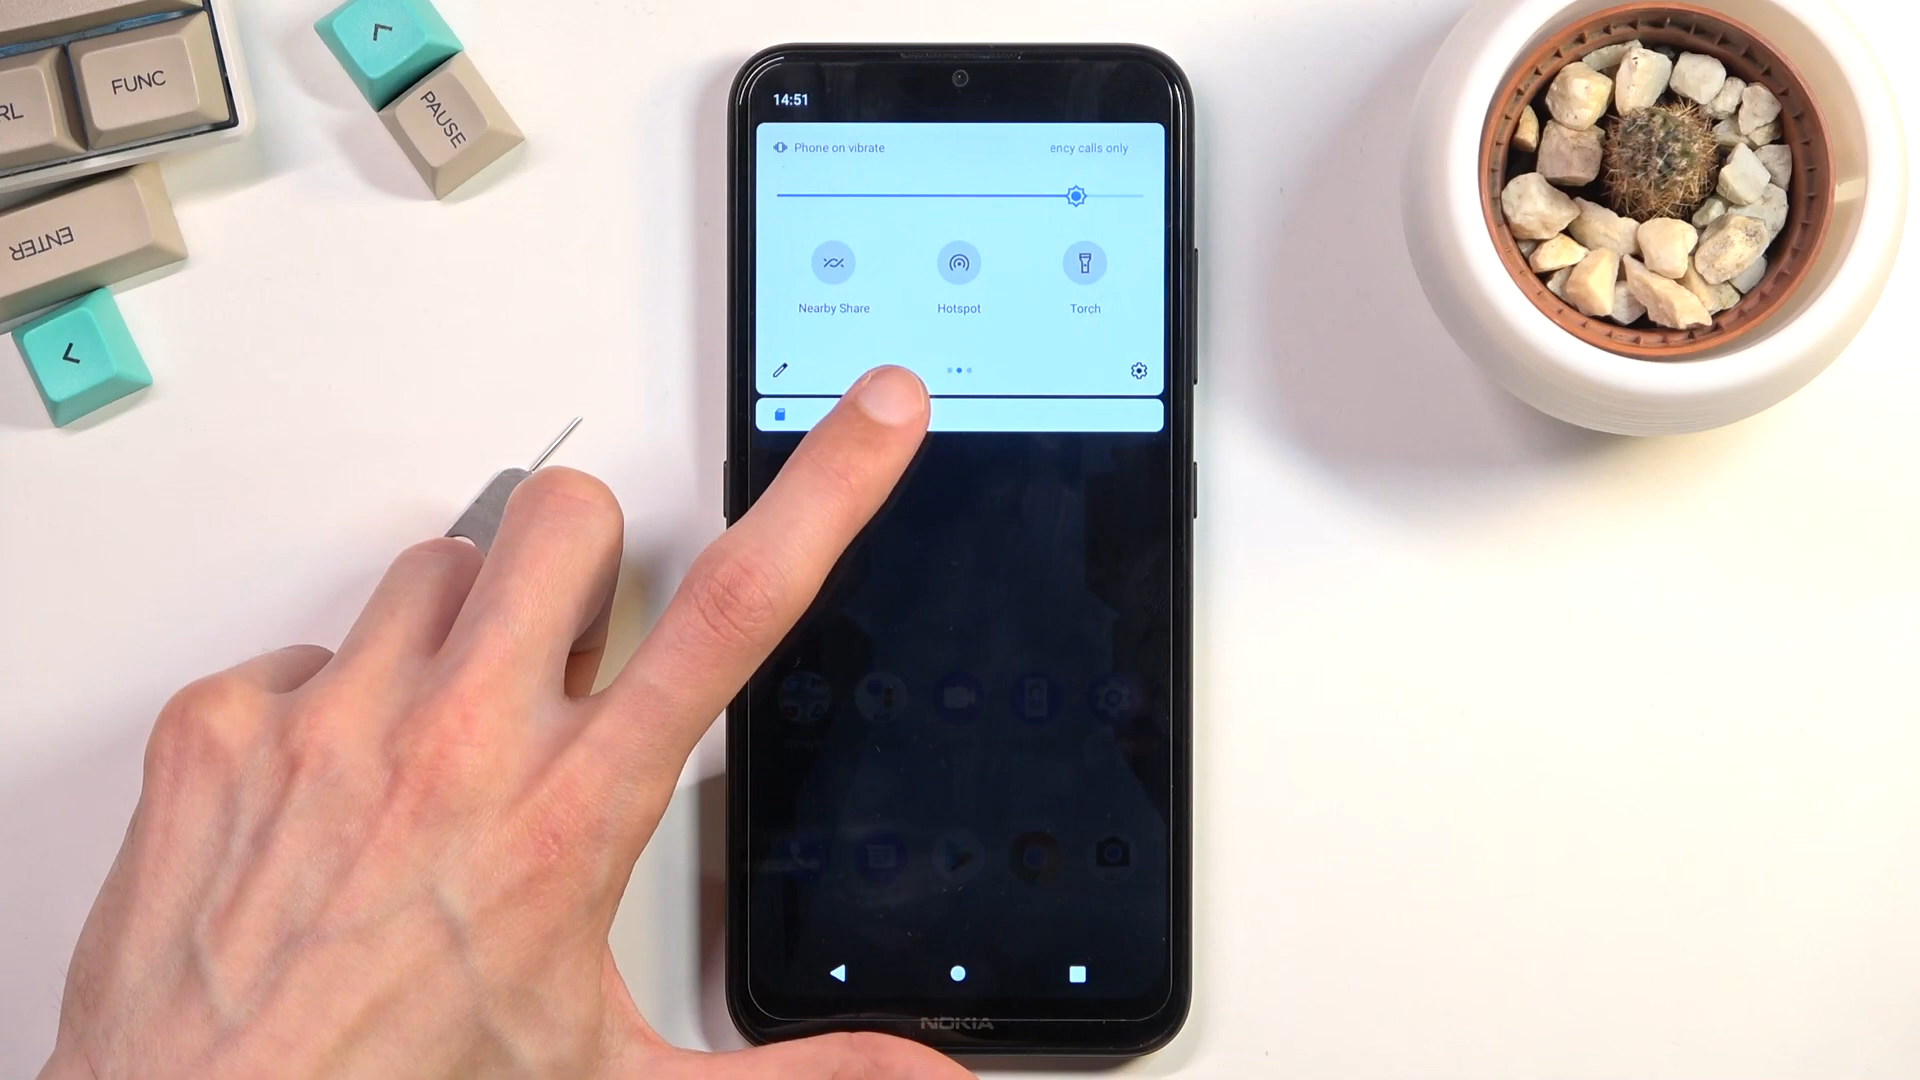 RL
FUNC
ENTER
<
^
PAUSE
14:51
Phone on vibrate
ency calls only
Nearby Share
Hotspot
Torch
NOKIA